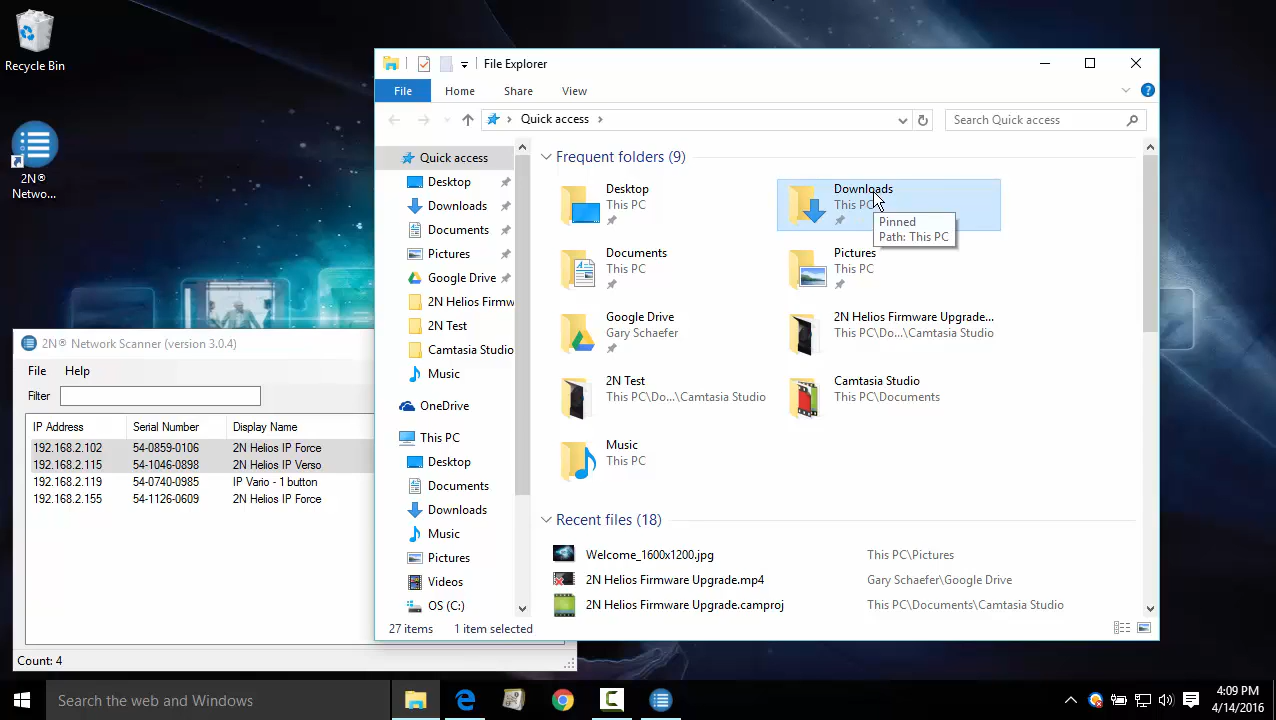 Recycle Bin
2N®
Netwo...
File Explorer
File
Home
Share
View
Quick access
Search Quick access
Quick access
Desktop
Downloads
Documents
Pictures
Google Drive
2N Helios Firmw
2N Test
Camtasia Studio
Music
OneDrive
This PC
Desktop
Documents
Downloads
Music
Pictures
Videos
OS (C:)
Frequent folders (9)
Desktop
This PC
Downloads
This PC
Pinned
Path: This PC
Documents
This PC
Pictures
This PC
Google Drive
Gary Schaefer
2N Helios Firmware Upgrade...
This PC\Do...\Camtasia Studio
2N Test
This PC\Do...\Camtasia Studio
Camtasia Studio
This PC\Documents
Music
This PC
Recent files (18)
Welcome_1600x1200.jpg This PC\Pictures
2N Helios Firmware Upgrade.mp4 Gary Schaefer\Google Drive
2N Helios Firmware Upgrade.camproj This PC\Documents\Camtasia Studio
27 items 1 item selected
2N® Network Scanner (version 3.0.4)
File Help
Filter
IP Address Serial Number Display Name
192.168.2.102 54-0859-0106 2N Helios IP Force
192.168.2.115 54-1046-0898 2N Helios IP Verso
192.168.2.119 54-0740-0985 IP Vario - 1 button
192.168.2.155 54-1126-0609 2N Helios IP Force
Count: 4
Search the web and Windows
4:09 PM
4/14/2016